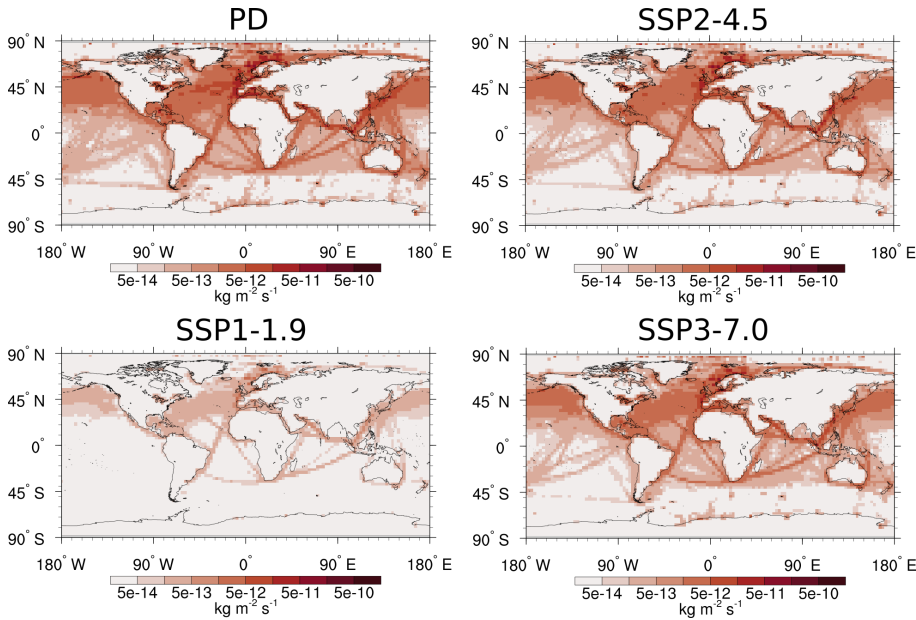 PD
90° N
45° N
0°
45° S
90° S
180° W 90° W 0° 90° E 180° E
5e-14 5e-13 5e-12 5e-11 5e-10
kg m⁻² s⁻¹
SSP2-4.5
90° N
45° N
0°
45° S
90° S
180° W 90° W 0° 90° E 180° E
5e-14 5e-13 5e-12 5e-11 5e-10
kg m⁻² s⁻¹
SSP1-1.9
90° N
45° N
0°
45° S
90° S
180° W 90° W 0° 90° E 180° E
5e-14 5e-13 5e-12 5e-11 5e-10
kg m⁻² s⁻¹
SSP3-7.0
90° N
45° N
0°
45° S
90° S
180° W 90° W 0° 90° E 180° E
5e-14 5e-13 5e-12 5e-11 5e-10
kg m⁻² s⁻¹